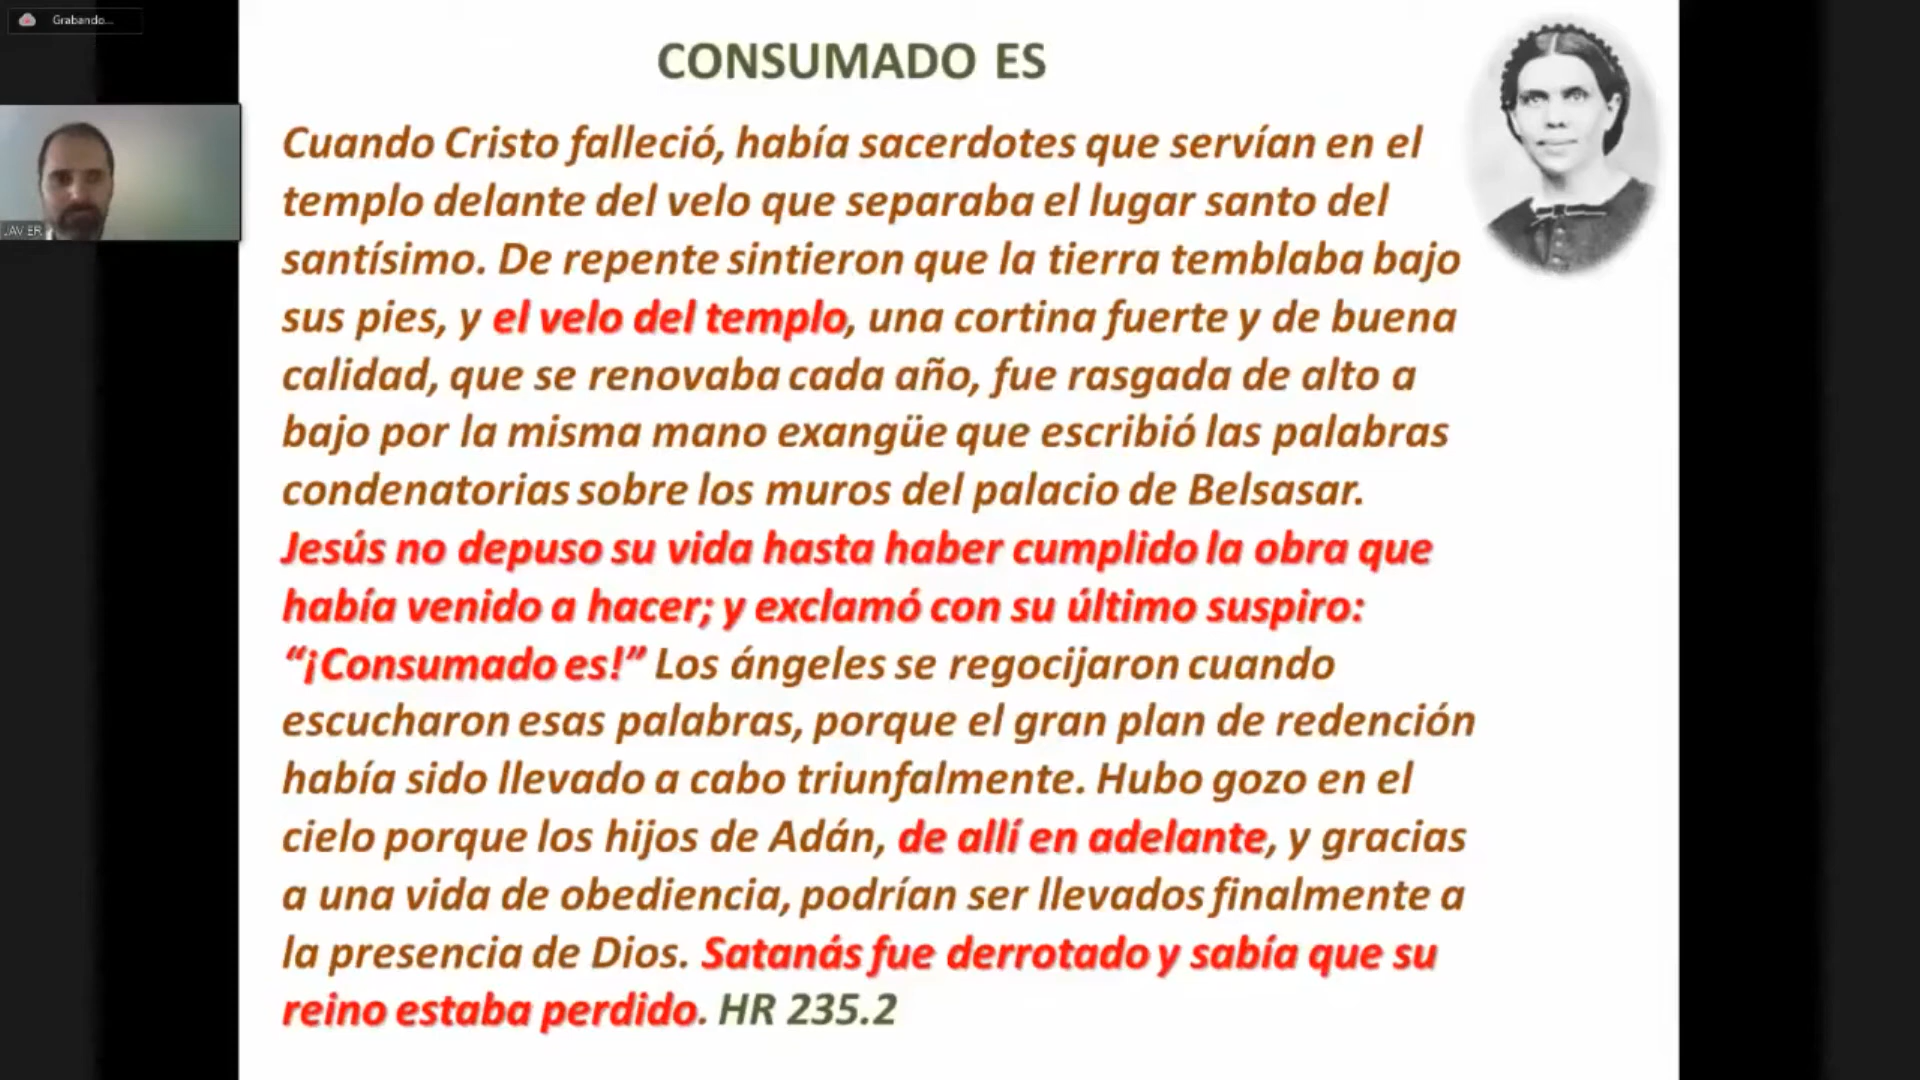 Grabando...
CONSUMADO ES
JAVIER
Cuando Cristo falleció, había sacerdotes que servían en el
templo delante del velo que separaba el lugar santo del
santísimo. De repente sintieron que la tierra temblaba bajo
sus pies, y el velo del templo, una cortina fuerte y de buena
calidad, que se renovaba cada año, fue rasgada de alto a
bajo por la misma mano exangüe que escribió las palabras
condenatorias sobre los muros del palacio de Belsasar.
Jesús no depuso su vida hasta haber cumplido la obra que
había venido a hacer; y exclamó con su último suspiro:
“¡Consumado es!” Los ángeles se regocijaron cuando
escucharon esas palabras, porque el gran plan de redención
había sido llevado a cabo triunfalmente. Hubo gozo en el
cielo porque los hijos de Adán, de allí en adelante, y gracias
a una vida de obediencia, podrían ser llevados finalmente a
la presencia de Dios. Satanás fue derrotado y sabía que su
reino estaba perdido. HR 235.2